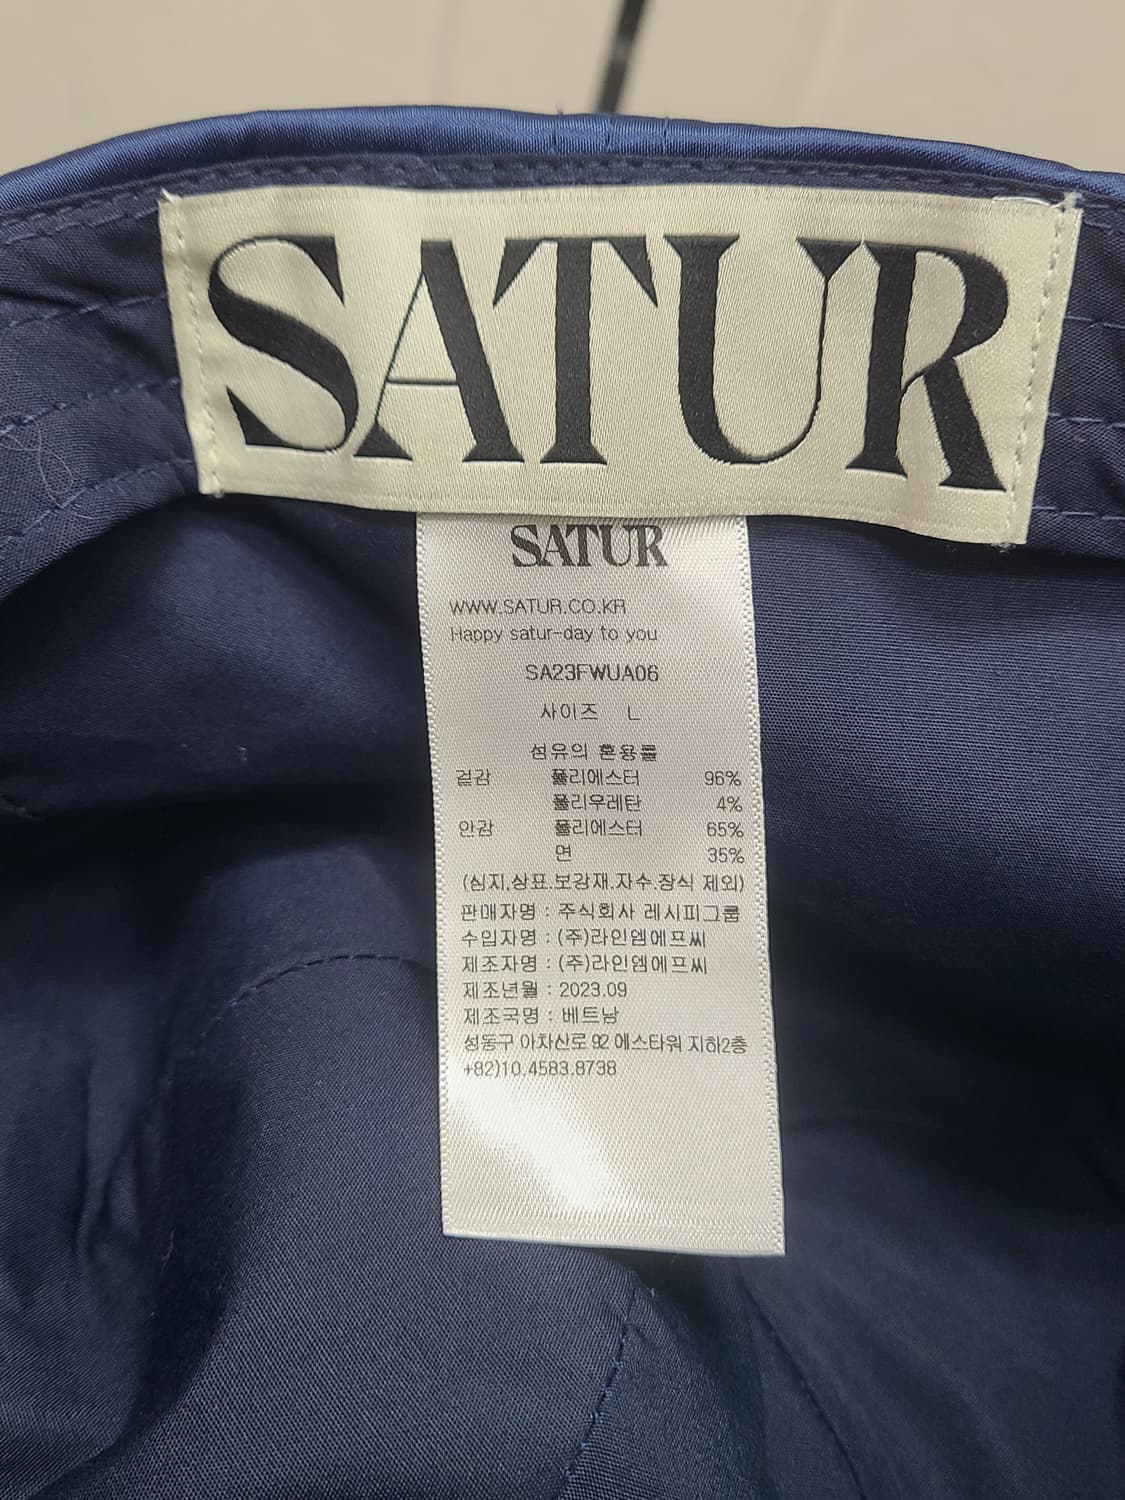 SATUR
SATUR
WWW.SATUR.CO.KR
Happy satur-day to you
SA23FWUA06
사이즈 L
섬유의 혼용률
겉감 폴리에스터 96%
폴리우레탄 4%
안감 폴리에스터 65%
면 35%
(심지.상표.보강재.자수.장식 제외)
판매자명 : 주식회사 레시피그룹
수입자명 : (주)라인엠에프씨
제조자명 : (주)라인엠에프씨
제조년월 : 2023.09
제조국명 : 베트남
성동구 아차산로 92 에스타워 지하2층
+82)10.4583.8738